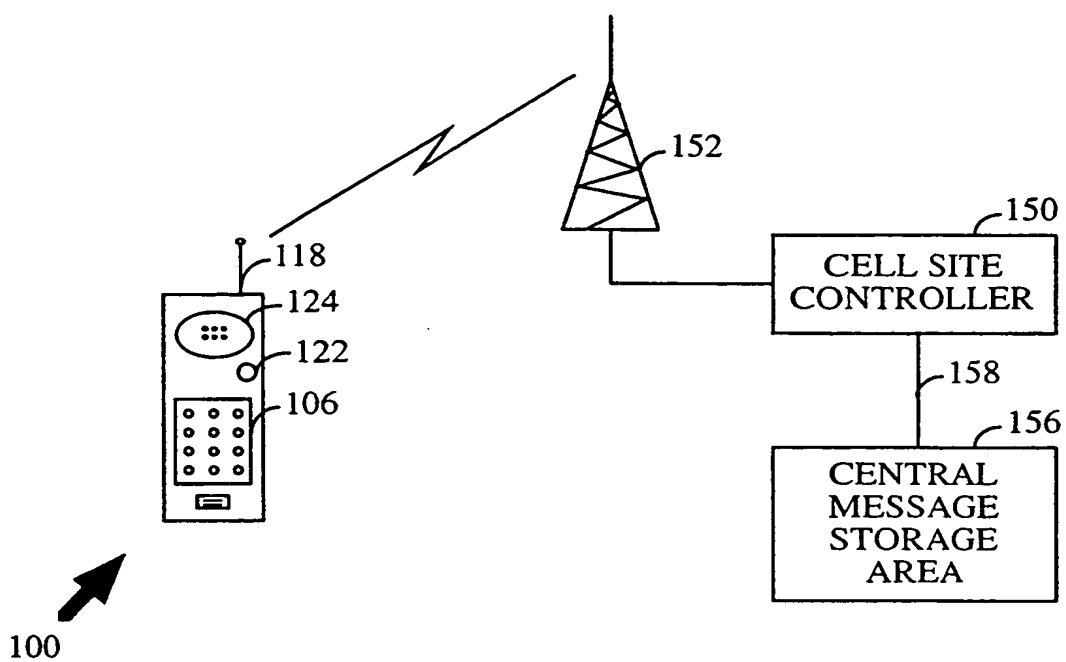 152
150
CELL SITE
CONTROLLER
118
124
122
106
158
156
CENTRAL
MESSAGE
STORAGE
AREA
100